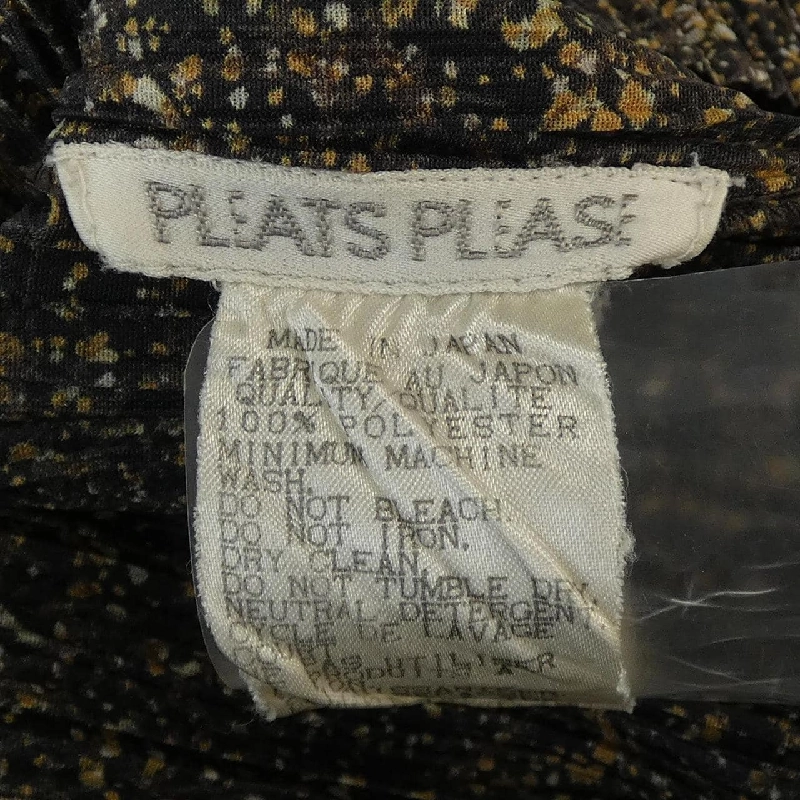 PLEATS PLEASE
MADE IN JAPAN
FABRIQUE AU JAPON
QUALITY/QUALITE
100% POLYESTER
MINIMUM MACHINE
WASH.
DO NOT BLEACH.
DO NOT IRON.
DRY CLEAN.
DO NOT TUMBLE DRY.
NEUTRAL DETERGENT
CYCLE DE LAVAGE